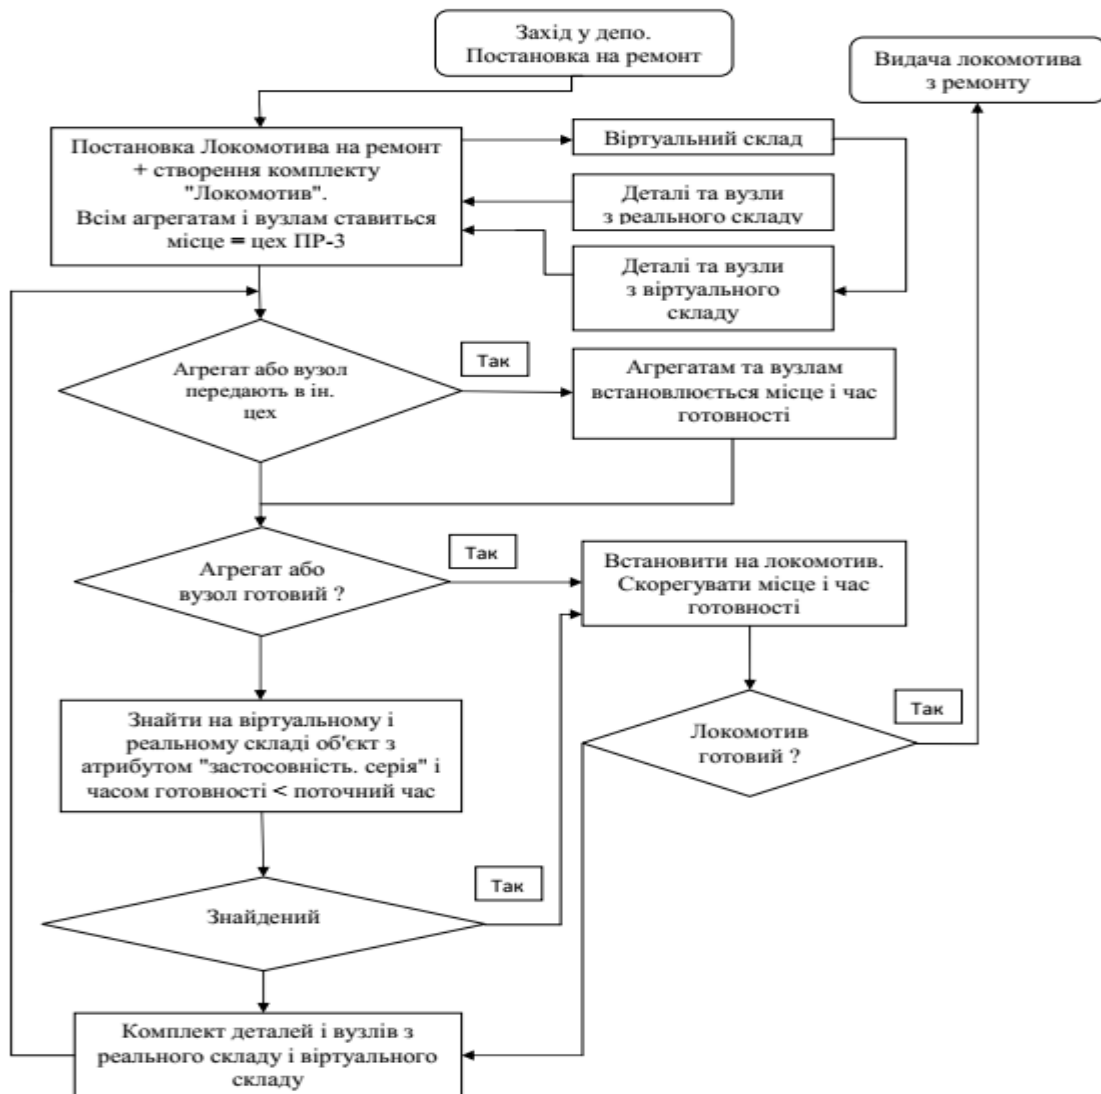 Захід у депо.
Постановка на ремонт
Видача локомотива
з ремонту
Постановка Локомотива на ремонт
+ створення комплекту
"Локомотив".
Всім агрегатам і вузлам ставиться
місце = цех ПР-3
Віртуальний склад
Деталі та вузли
з реального складу
Деталі та вузли
з віртуального
складу
Агрегат або вузол
передають в ін.
цех
Так
Агрегатам та вузлам
встановлюється місце і час
готовності
Агрегат або
вузол готовий ?
Так
Встановити на локомотив.
Скорегувати місце і час
готовності
Знайти на віртуальному і
реальному складі об'єкт з
атрибутом "застосовність. серія" і
часом готовності < поточний час
Локомотив
готовий ?
Так
Знайдений
Так
Комплект деталей і вузлів з
реального складу і віртуального
складу